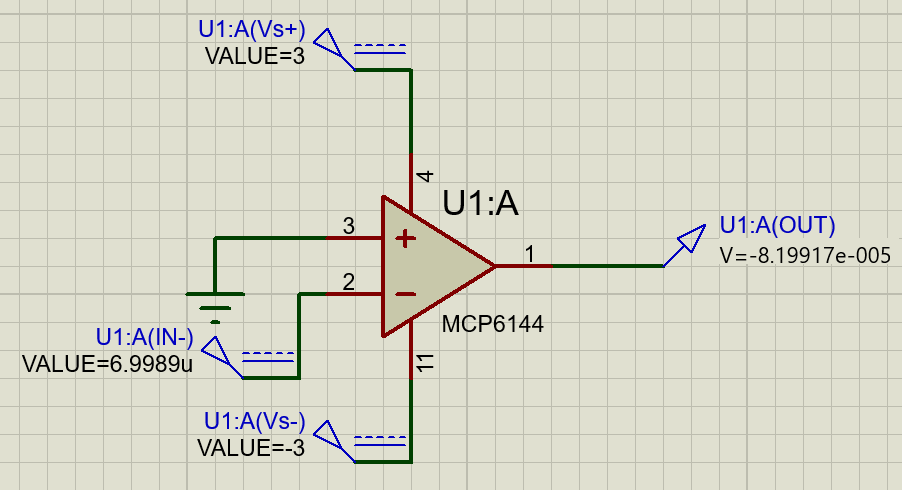 U1:A(Vs+)
VALUE=3
4
U1:A
3
+
1
U1:A(OUT)
V=-8.19917e-005
2
−
MCP6144
U1:A(IN-)
VALUE=6.9989u
11
U1:A(Vs-)
VALUE=-3